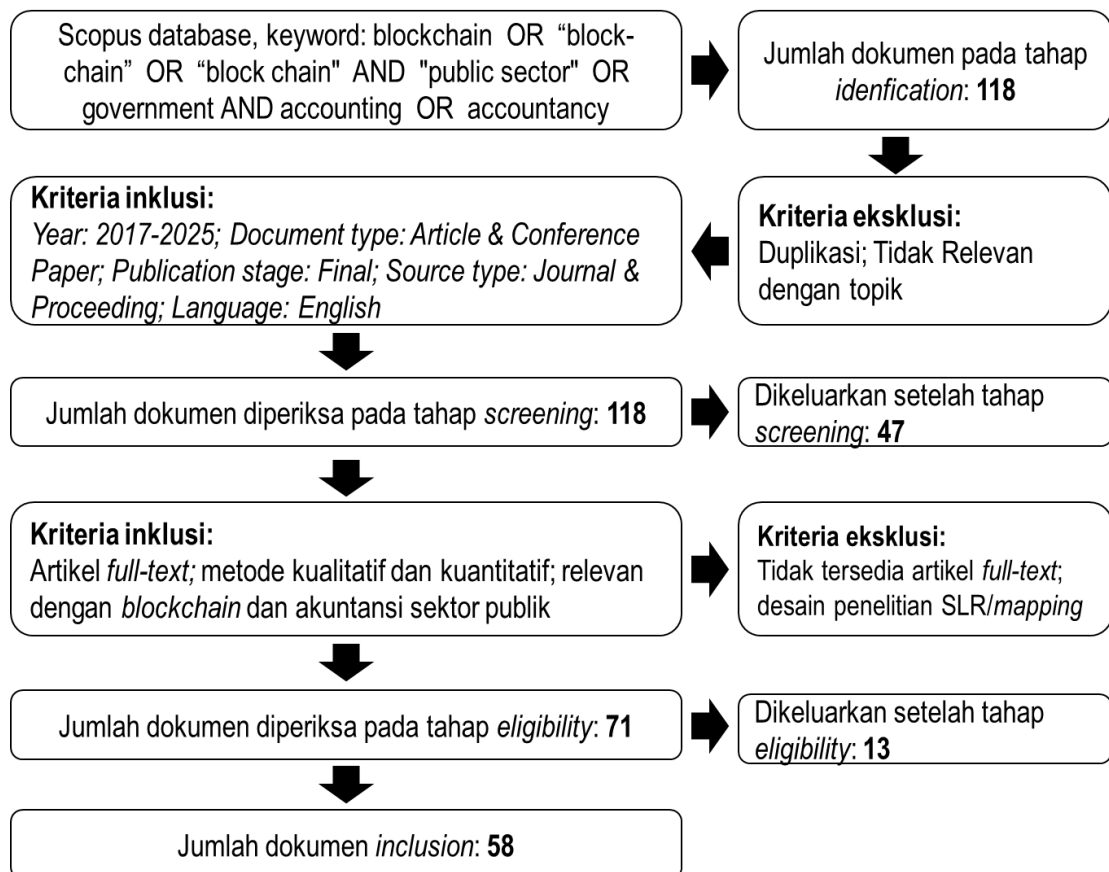 Scopus database, keyword: blockchain OR “block-
chain” OR “block chain" AND "public sector" OR
government AND accounting OR accountancy
Jumlah dokumen pada tahap
idenfication: 118
Kriteria inklusi:
Year: 2017-2025; Document type: Article & Conference
Paper; Publication stage: Final; Source type: Journal &
Proceeding; Language: English
Kriteria eksklusi:
Duplikasi; Tidak Relevan
dengan topik
Jumlah dokumen diperiksa pada tahap screening: 118
Dikeluarkan setelah tahap
screening: 47
Kriteria inklusi:
Artikel full-text; metode kualitatif dan kuantitatif; relevan
dengan blockchain dan akuntansi sektor publik
Kriteria eksklusi:
Tidak tersedia artikel full-text;
desain penelitian SLR/mapping
Jumlah dokumen diperiksa pada tahap eligibility: 71
Dikeluarkan setelah tahap
eligibility: 13
Jumlah dokumen inclusion: 58